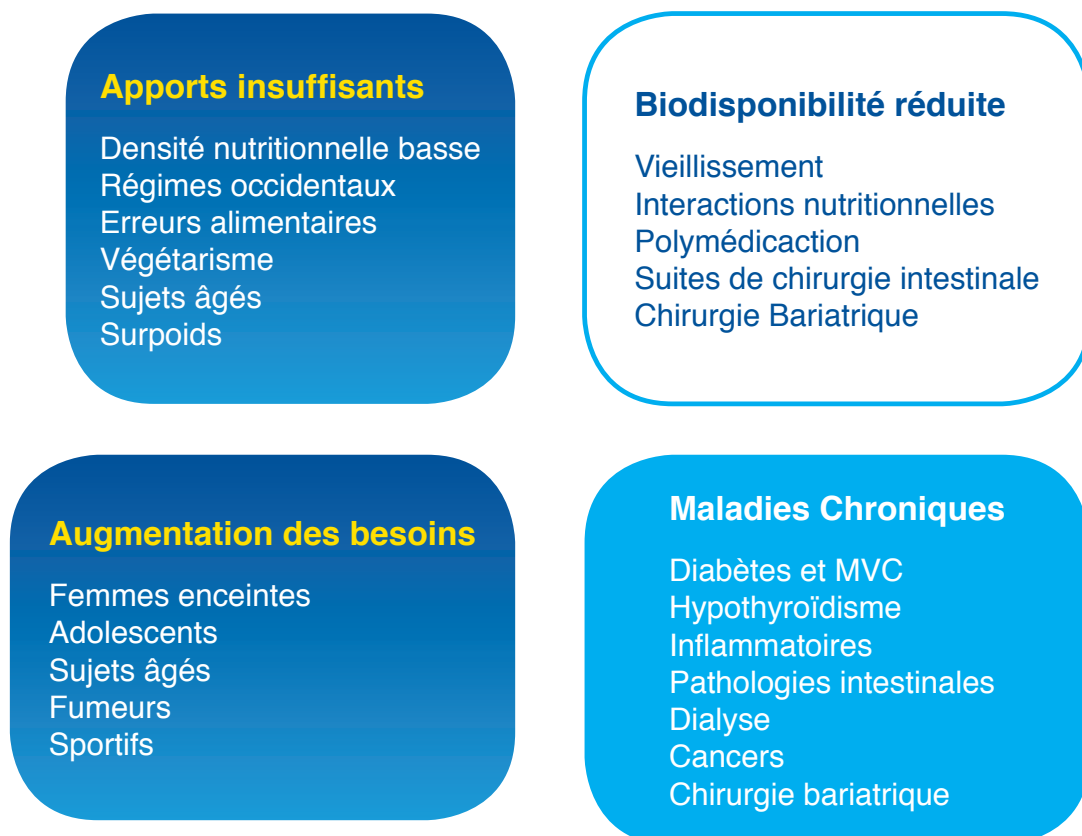 Apports insuffisants
Densité nutritionnelle basse
Régimes occidentaux
Erreurs alimentaires
Végétarisme
Sujets âgés
Surpoids
Biodisponibilité réduite
Vieillissement
Interactions nutritionnelles
Polymédicaction
Suites de chirurgie intestinale
Chirurgie Bariatrique
Augmentation des besoins
Femmes enceintes
Adolescents
Sujets âgés
Fumeurs
Sportifs
Maladies Chroniques
Diabètes et MVC
Hypothyroïdisme
Inflammatoires
Pathologies intestinales
Dialyse
Cancers
Chirurgie bariatrique